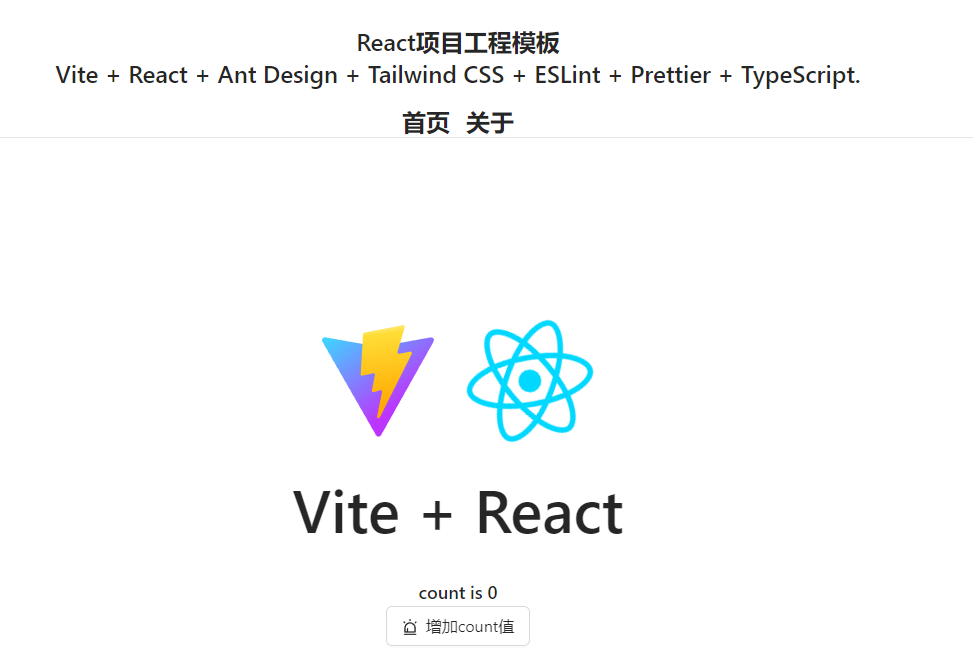 React项目工程模板
Vite + React + Ant Design + Tailwind CSS + ESLint + Prettier + TypeScript.
首页 关于
Vite + React
count is 0
增加count值